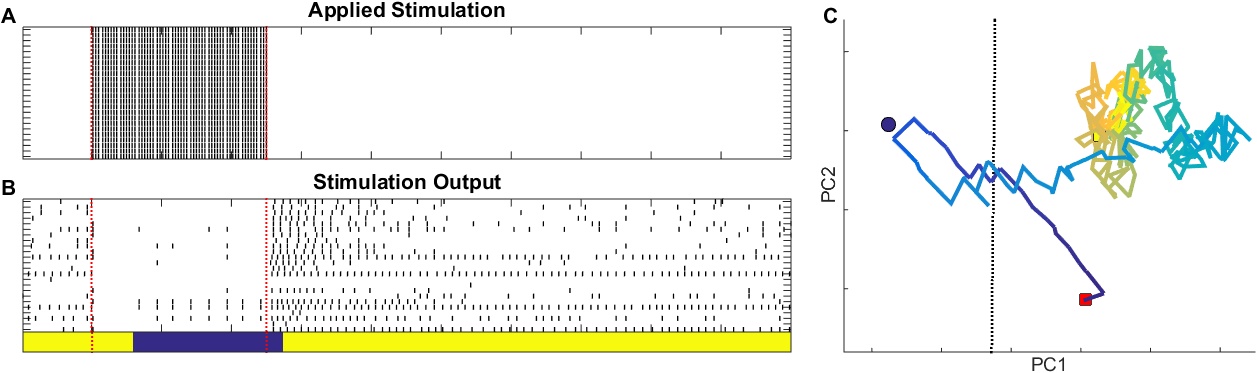 A
Applied Stimulation
B
Stimulation Output
C
PC2
PC1